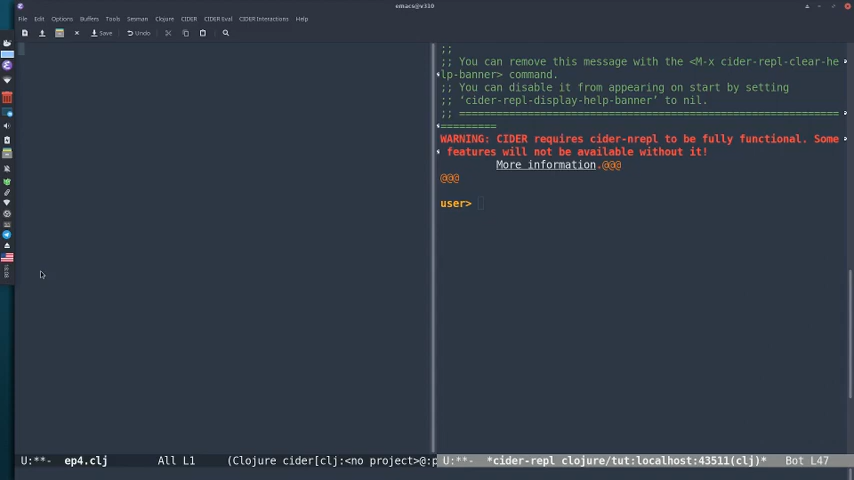 emacs@v310
File Edit Options Buffers Tools Sesman Clojure CIDER CIDER Eval CIDER Interactions Help
Save Undo
;;
;; You can remove this message with the <M-x cider-repl-clear-he
lp-banner> command.
;; You can disable it from appearing on start by setting
;; ‘cider-repl-display-help-banner’ to nil.
;; ======================================================
=========
WARNING: CIDER requires cider-nrepl to be fully functional. Some
features will not be available without it!
More information.@@@
@@@
user>
U:**- ep4.clj All L1 (Clojure cider[clj:<no project>@:p
U:**- *cider-repl clojure/tut:localhost:43511(clj)* Bot L47